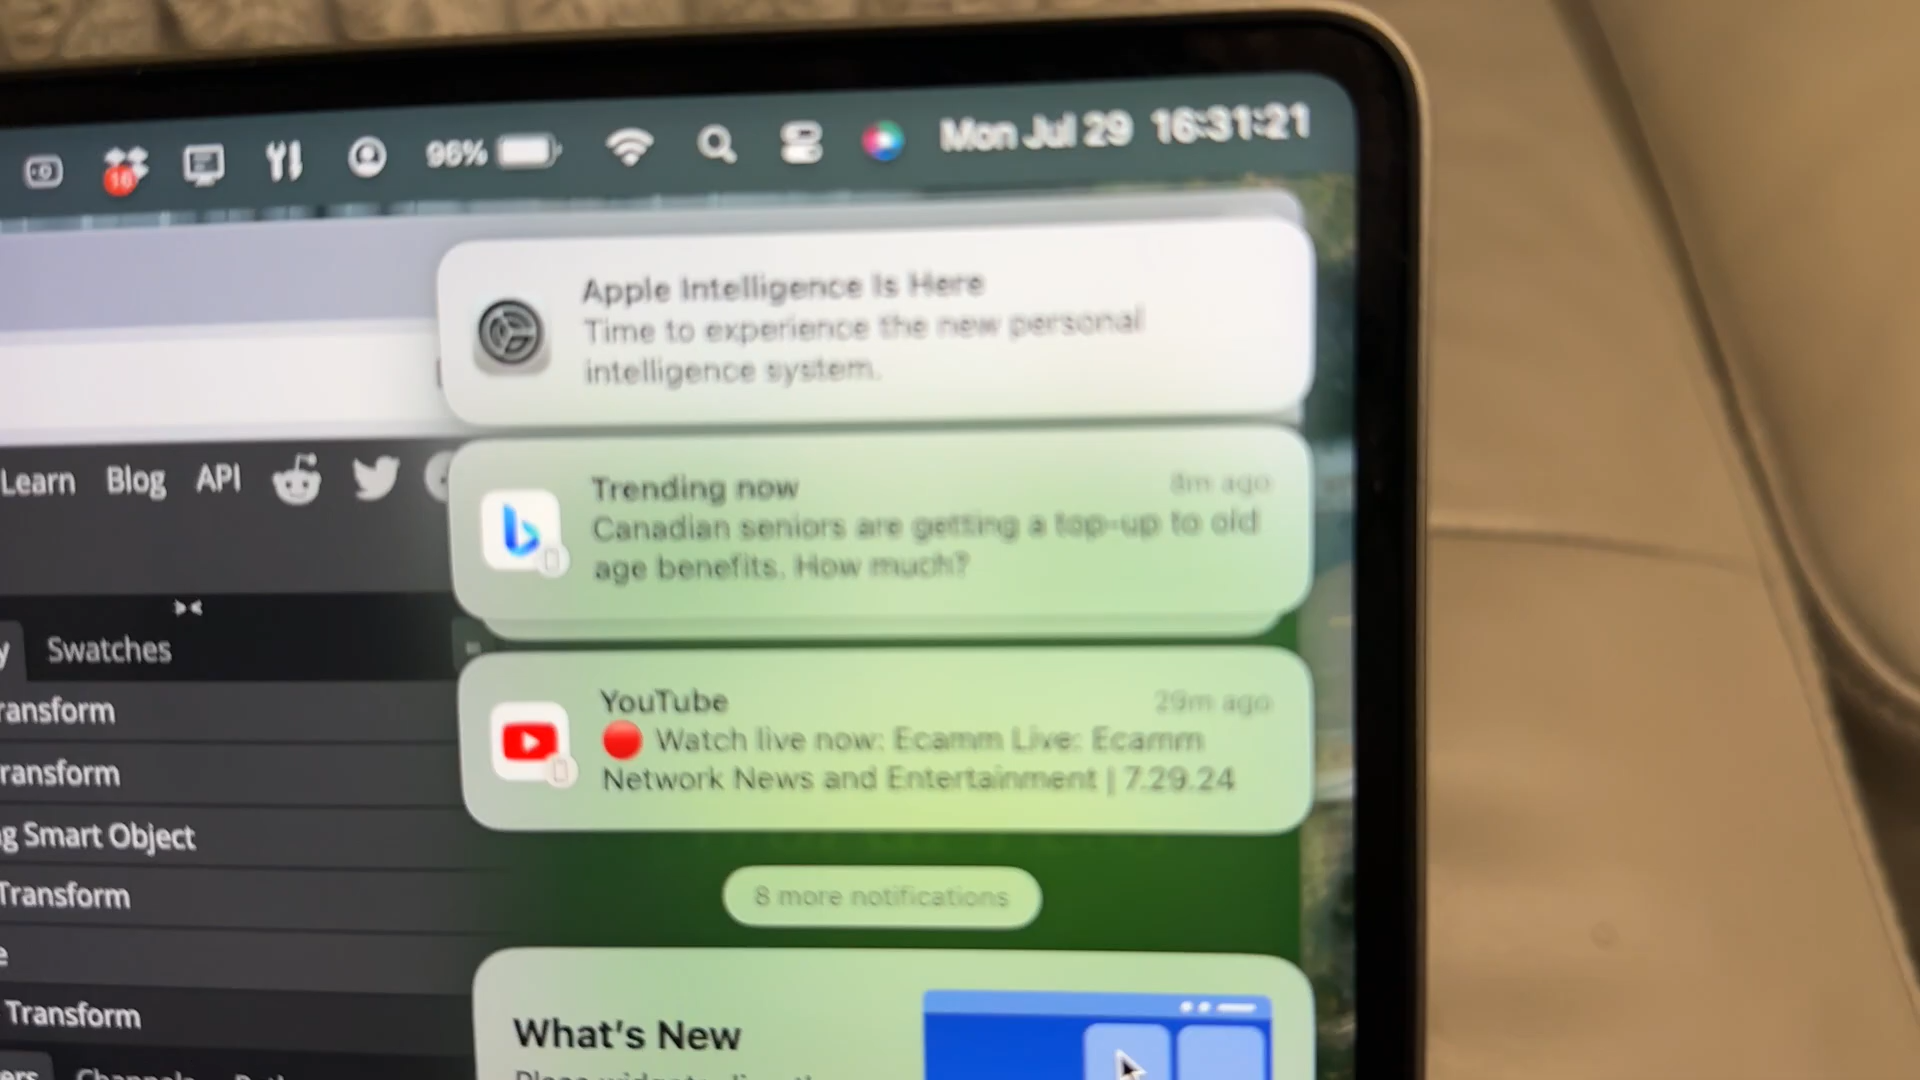 16
96%
Mon Jul 29 16:31:21
Apple Intelligence Is Here
Time to experience the new personal
intelligence system.
Learn Blog API
Trending now 8m ago
Canadian seniors are getting a top-up to old
age benefits. How much?
Swatches
YouTube 29m ago
🔴 Watch live now: Ecamm Live: Ecamm
Network News and Entertainment | 7.29.24
ransform
ransform
g Smart Object
8 more notifications
Transform
e
Transform
What's New